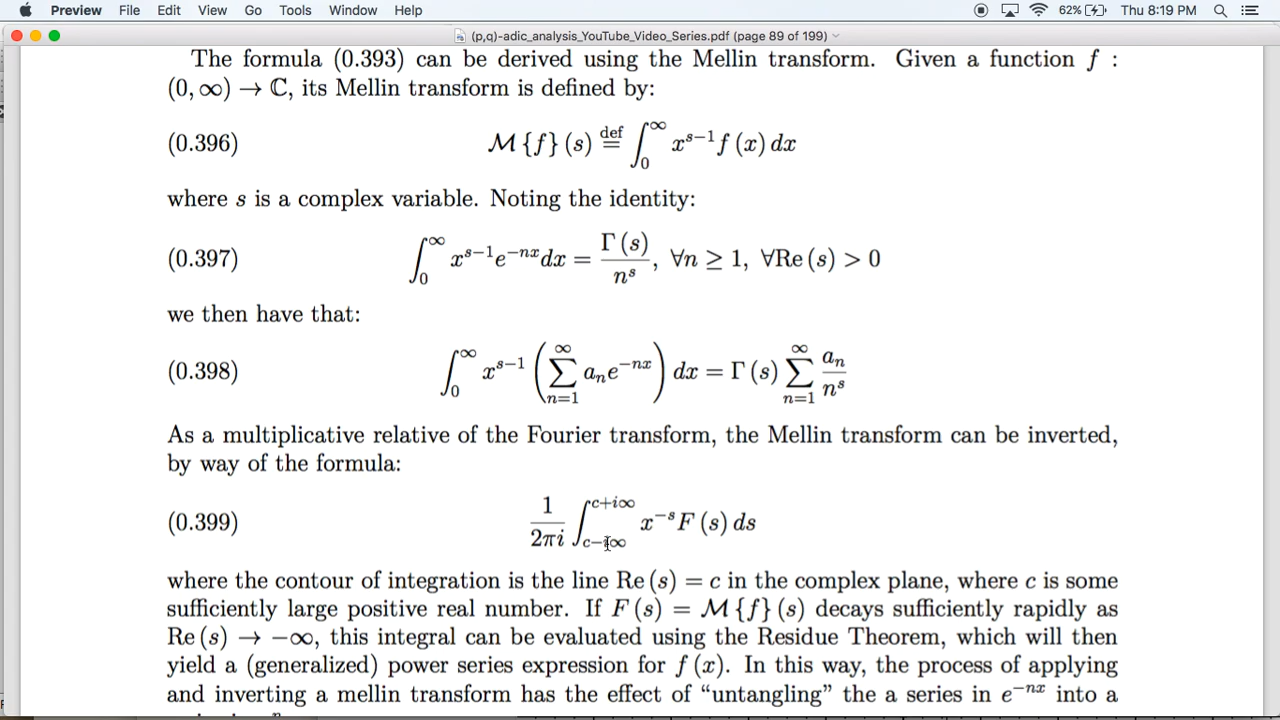 Preview File Edit View Go Tools Window Help 62% Thu 8:19 PM
(p,q)-adic_analysis_YouTube_Video_Series.pdf (page 89 of 199)
The formula (0.393) can be derived using the Mellin transform. Given a function f :
(0, ∞) → ℂ, its Mellin transform is defined by:
(0.396) ℳ{f}(s) ≝ ∫₀^∞ x^{s−1} f(x) dx
where s is a complex variable. Noting the identity:
(0.397) ∫₀^∞ x^{s−1} e^{−nx} dx = Γ(s)/n^s, ∀n ≥ 1, ∀Re(s) > 0
we then have that:
(0.398) ∫₀^∞ x^{s−1} (∑_{n=1}^∞ a_n e^{−nx}) dx = Γ(s) ∑_{n=1}^∞ a_n/n^s
As a multiplicative relative of the Fourier transform, the Mellin transform can be inverted,
by way of the formula:
(0.399) 1/2πi ∫_{c−i∞}^{c+i∞} x^{−s} F(s) ds
where the contour of integration is the line Re(s) = c in the complex plane, where c is some
sufficiently large positive real number. If F(s) = ℳ{f}(s) decays sufficiently rapidly as
Re(s) → −∞, this integral can be evaluated using the Residue Theorem, which will then
yield a (generalized) power series expression for f(x). In this way, the process of applying
and inverting a mellin transform has the effect of “untangling” the a series in e^{−nx} into a